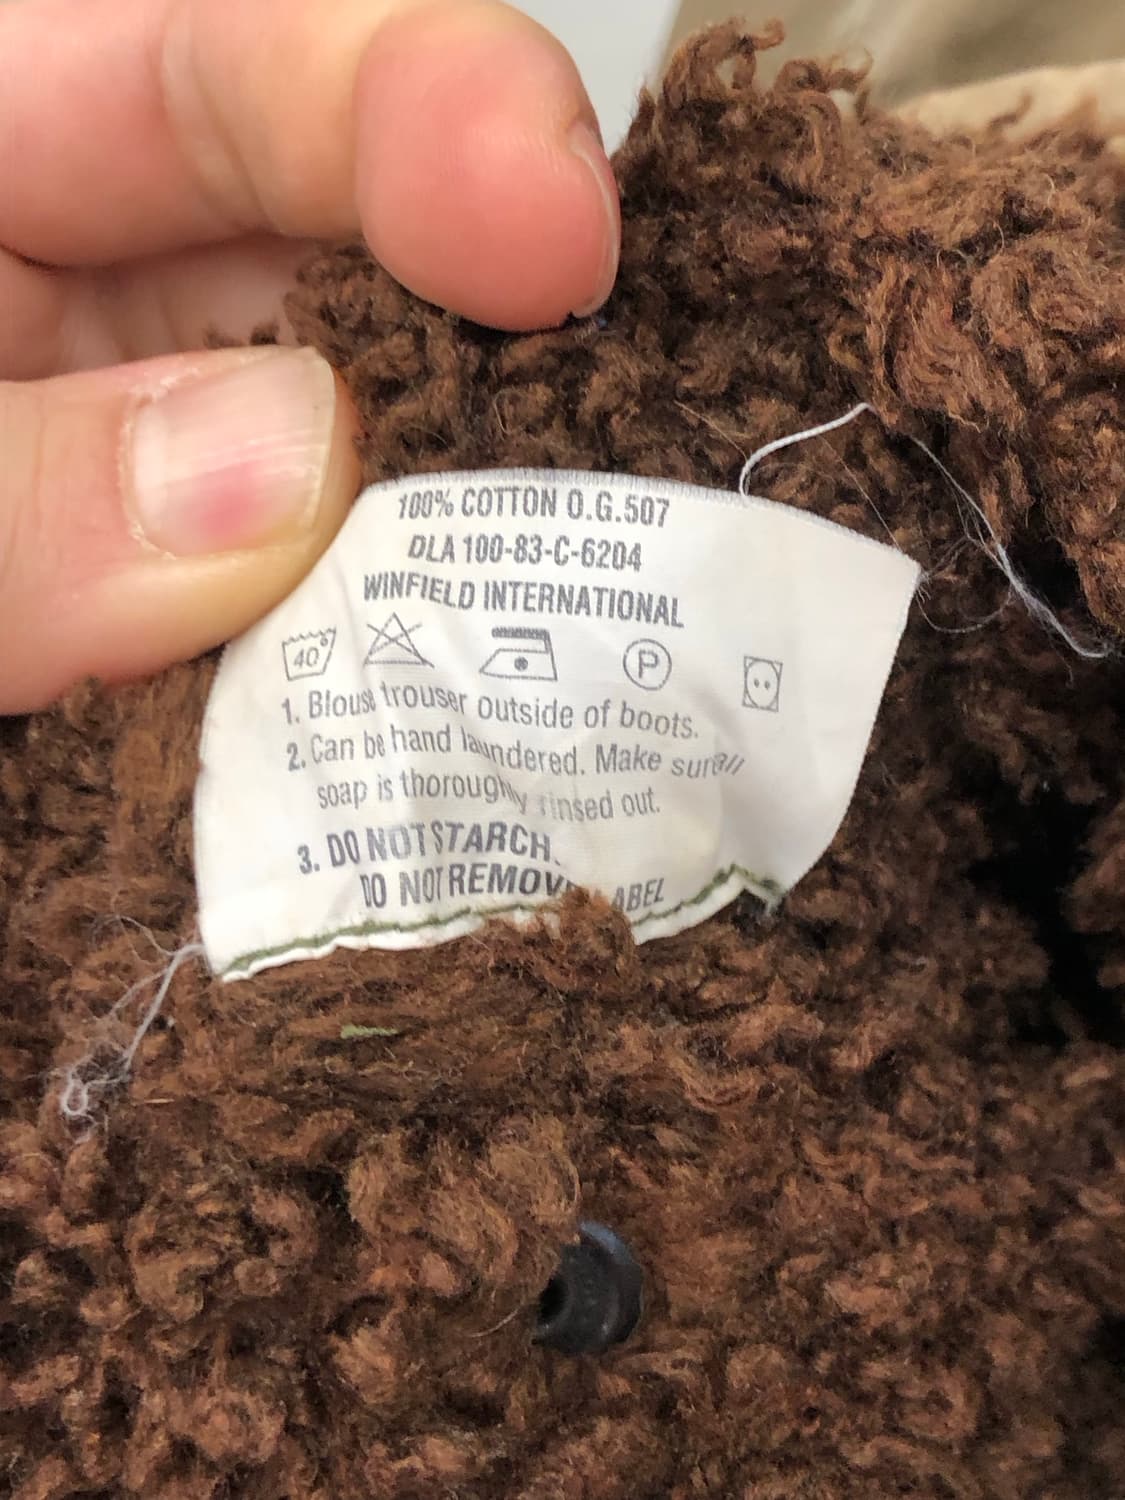 100% COTTON O.G.507
DLA 100-83-C-6204
WINFIELD INTERNATIONAL
40° P
1. Blouse trouser outside of boots.
2. Can be hand laundered. Make sure all
soap is thoroughly rinsed out.
3. DO NOT STARCH.
DO NOT REMOVE LABEL